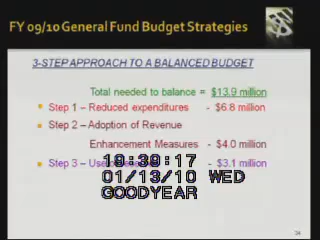 FY 09/10 General Fund Budget Strategies
3-STEP APPROACH TO A BALANCED BUDGET
Total needed to balance = $13.9 million
Step 1 – Reduced expenditures - $6.8 million
Step 2 – Adoption of Revenue
Enhancement Measures - $4.0 million
Step 3 – Use - $3.1 million
10:39:17
01/13/10 WED
GOODYEAR
34